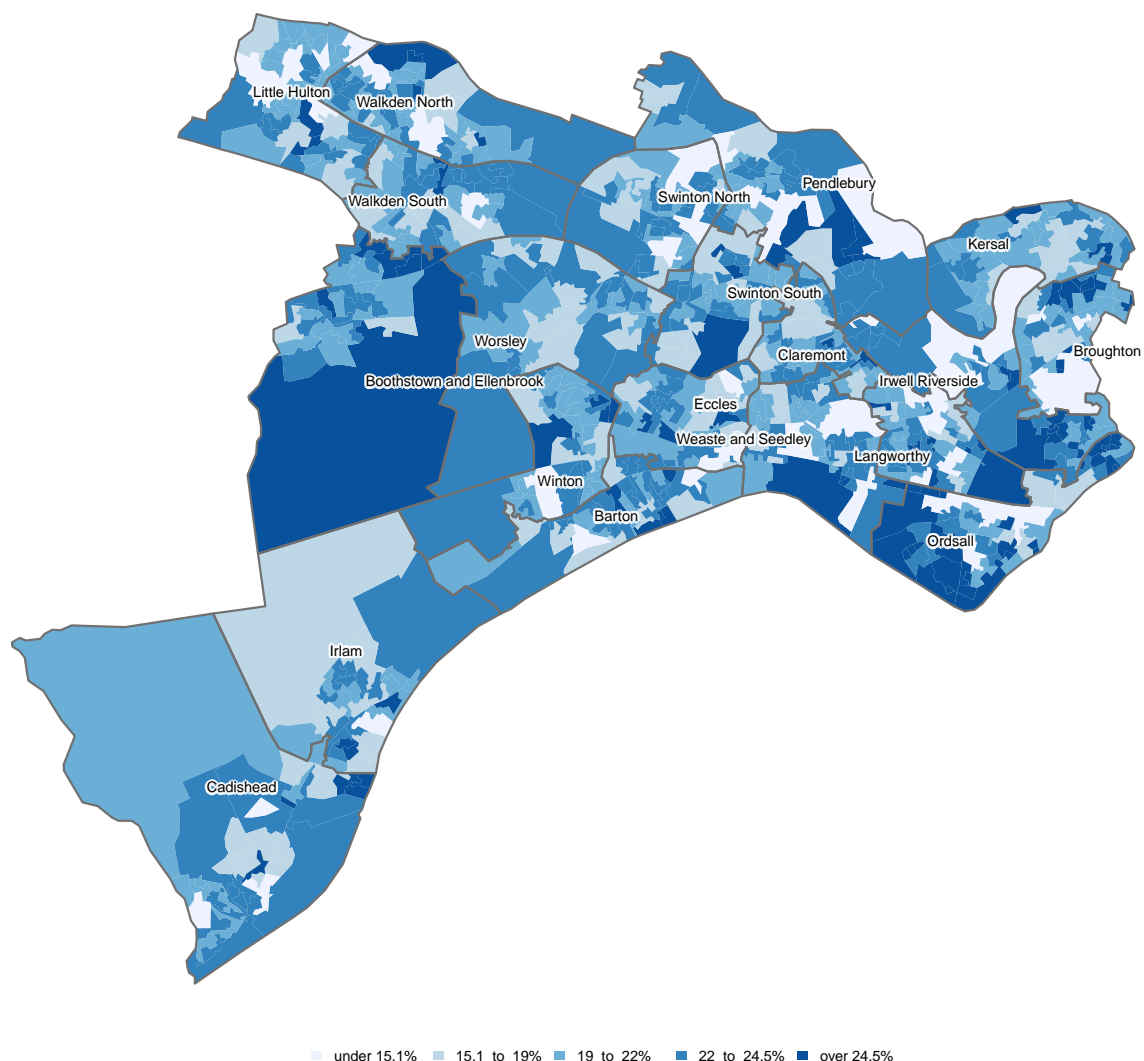 Little Hulton
Walkden North
Pendlebury
Swinton North
Walkden South
Kersal
Swinton South
Worsley
Claremont
Broughton
Boothstown and Ellenbrook
Irwell Riverside
Eccles
Weaste and Seedley
Langworthy
Winton
Barton
Ordsall
Irlam
Cadishead
under 15.1% 15.1 to 19% 19 to 22% 22 to 24.5% over 24.5%